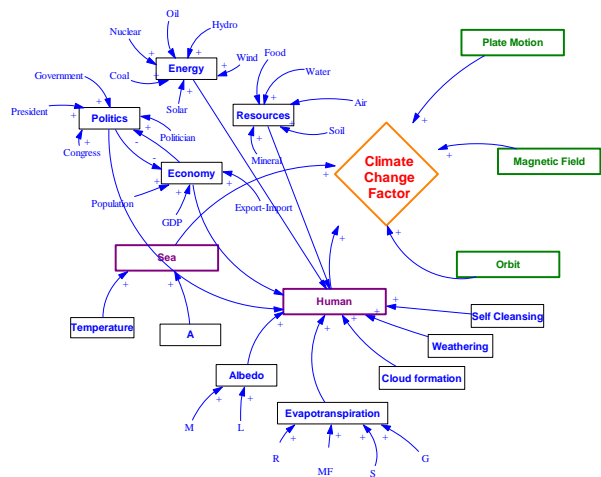 Oil
Hydro
Nuclear
Wind
Food
Plate Motion
Energy
Water
Government
Coal
Solar
Air
President
Politics
Resources
Soil
Politician
Congress
Mineral
Climate
Change
Factor
Magnetic Field
Economy
Population
GDP
Export-Import
Sea
Orbit
Human
Temperature
A
Self Cleansing
Weathering
Albedo
Cloud formation
M
L
Evapotranspiration
R
MF
S
G